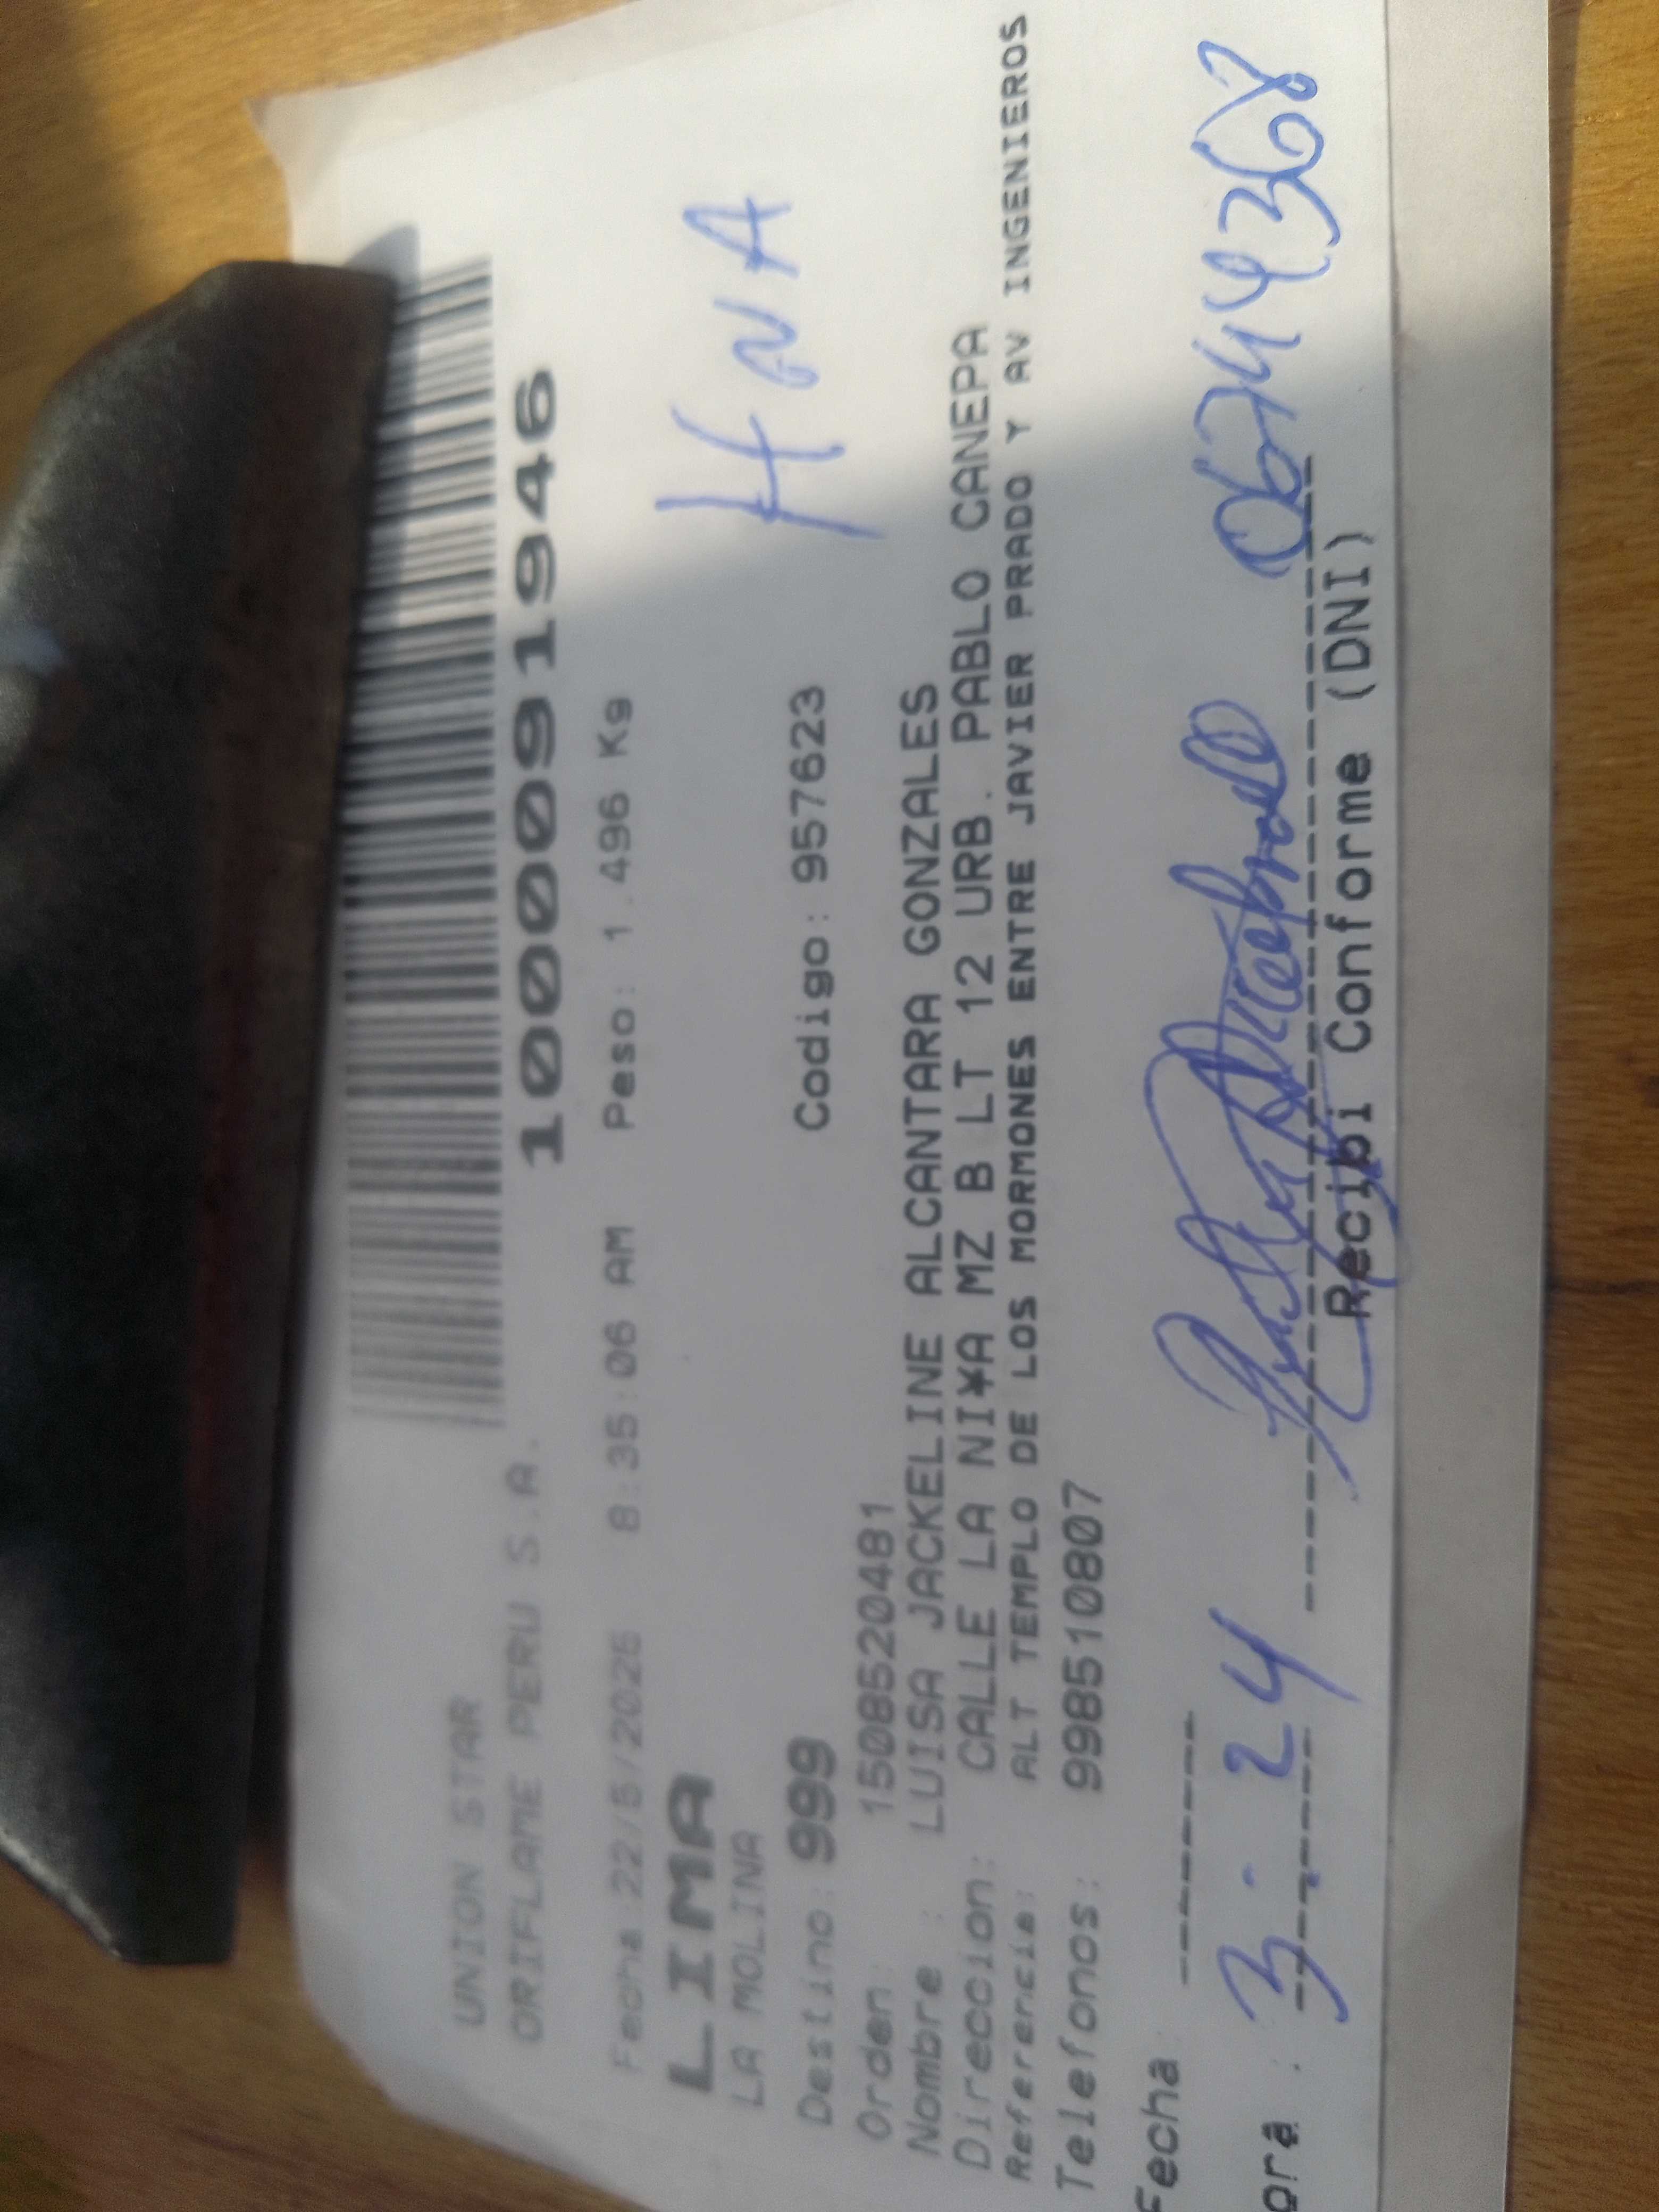 UNION STAR
ORIFLAME PERU S.A.
1000091946
Fecha 22/5/2025 8:35:06 AM Peso: 1.496 Kg
LIMA
LA MOLINA
HNA
Destino: 999 Codigo: 957623
Orden: 1508520481
Nombre : LUISA JACKELINE ALCANTARA GONZALES
Direccion: CALLE LA NI¥A MZ B LT 12 URB. PABLO CANEPA
Referencia: ALT TEMPLO DE LOS MORMONES ENTRE JAVIER PRADO Y AV INGENIEROS
Telefonos: 998510807
Fecha
ora : 3:24
Recibi Conforme (DNI)